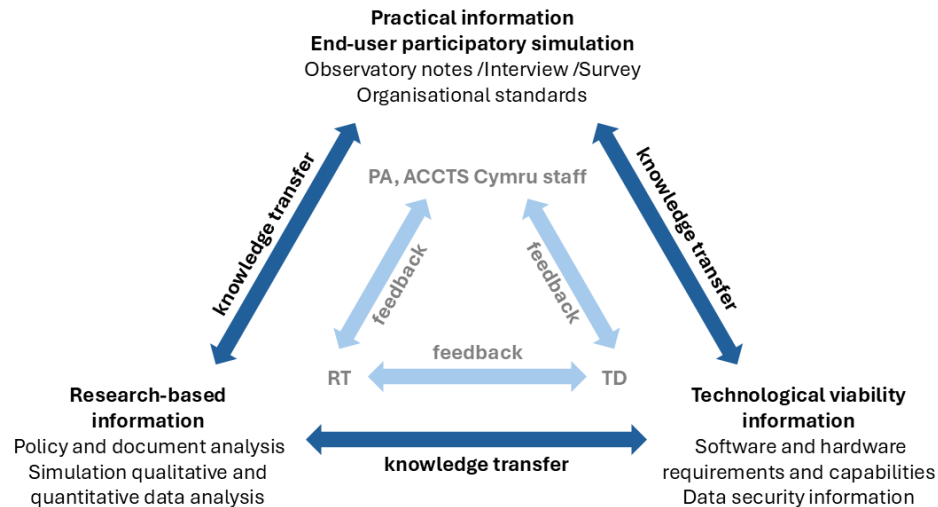 Practical information
End-user participatory simulation
Observatory notes /Interview /Survey
Organisational standards
knowledge transfer
knowledge transfer
PA, ACCTS Cymru staff
feedback
feedback
feedback
RT
TD
Research-based
information
Policy and document analysis
Simulation qualitative and
quantitative data analysis
knowledge transfer
Technological viability
information
Software and hardware
requirements and capabilities
Data security information